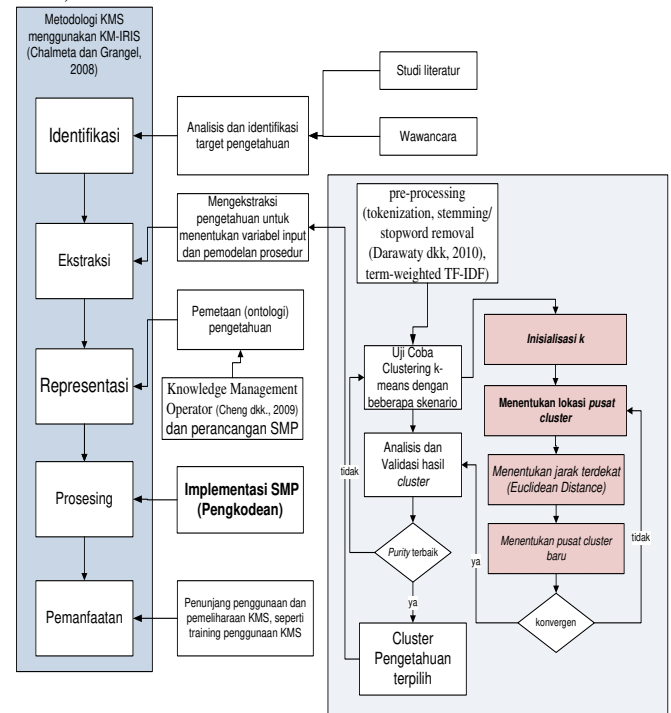 Metodologi KMS
menggunakan KM-IRIS
(Chalmeta dan Grangel,
2008)
Identifikasi
Ekstraksi
Representasi
Prosesing
Pemanfaatan
Analisis dan identifikasi
target pengetahuan
Studi literatur
Wawancara
Mengekstraksi
pengetahuan untuk
menentukan variabel input
dan pemodelan prosedur
Pemetaan (ontologi)
pengetahuan
Knowledge Management
Operator (Cheng dkk., 2009)
dan perancangan SMP
Implementasi SMP
(Pengkodean)
Penunjang penggunaan dan
pemeliharaan KMS, seperti
training penggunaan KMS
pre-processing
(tokenization, stemming/
stopword removal
(Darawaty dkk, 2010),
term-weighted TF-IDF)
Uji Coba
Clustering k-
means dengan
beberapa skenario
Analisis dan
Validasi hasil
cluster
tidak
Purity terbaik
ya
Cluster
Pengetahuan
terpilih
Inisialisasi k
Menentukan lokasi pusat
cluster
Menentukan jarak terdekat
(Euclidean Distance)
Menentukan pusat cluster
baru
tidak
ya
konvergen